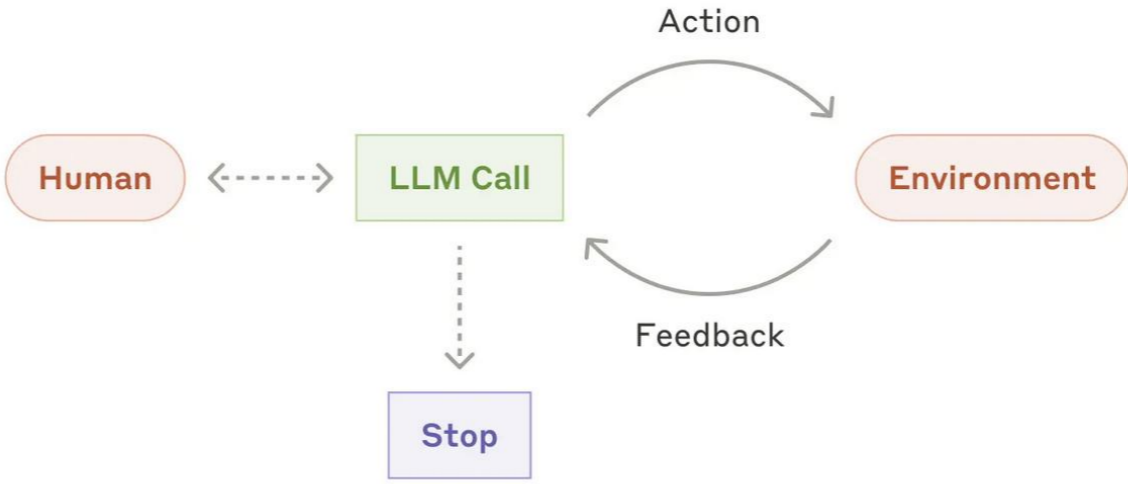 Action
Human
LLM Call
Environment
Feedback
Stop